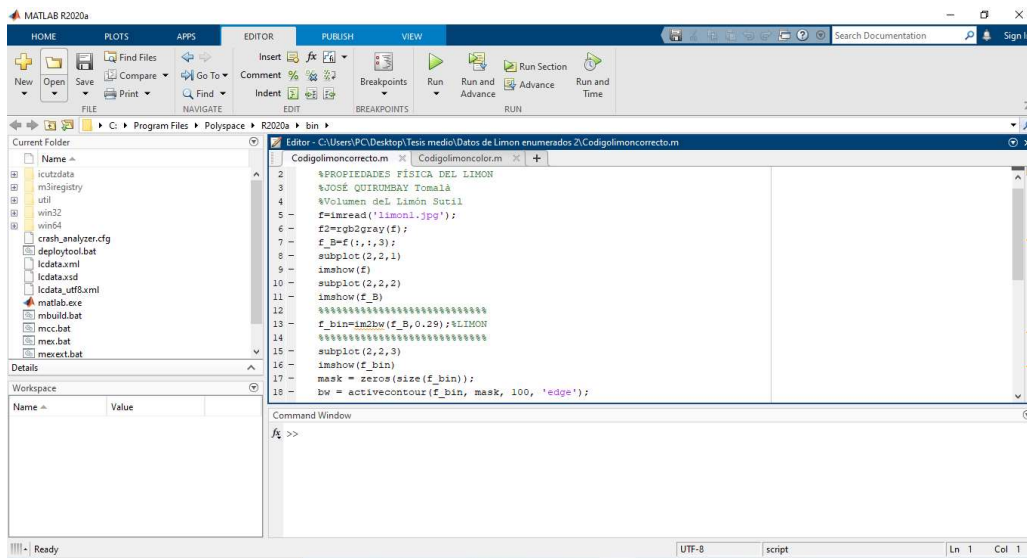 MATLAB R2020a
HOME PLOTS APPS EDITOR PUBLISH VIEW
Search Documentation
Sign In
New Open Save
Find Files
Compare
Print
FILE
Go To
Find
NAVIGATE
Insert fx
Comment
Indent
EDIT
Breakpoints
BREAKPOINTS
Run
Run and Advance
Run Section
Advance
Run and Time
RUN
C: Program Files Polyspace R2020a bin
Current Folder
Name
icutzdata
m3iregistry
util
win32
win64
crash_analyzer.cfg
deploytool.bat
lcdata.xml
lcdata.xsd
lcdata_utf8.xml
matlab.exe
mbuild.bat
mcc.bat
mex.bat
mexext.bat
Details
Workspace
Name Value
Editor - C:\Users\PC\Desktop\Tesis medio\Datos de Limon enumerados 2\Codigolimoncorrecto.m
Codigolimoncorrecto.m Codigolimoncolor.m
2 %PROPIEDADES FÍSICA DEL LIMON
3 %JOSÉ QUIRUMBAY Tomalá
4 %Volumen deL Limón Sutil
5 - f=imread('limon1.jpg');
6 - f2=rgb2gray(f);
7 - f_B=f(:,:,3);
8 - subplot(2,2,1)
9 - imshow(f)
10 - subplot(2,2,2)
11 - imshow(f_B)
12 %%%%%%%%%%%%%%%%%%%%%%%%%%%%
13 - f_bin=im2bw(f_B,0.29);%LIMON
14 %%%%%%%%%%%%%%%%%%%%%%%%%%%%
15 - subplot(2,2,3)
16 - imshow(f_bin)
17 - mask = zeros(size(f_bin));
18 - bw = activecontour(f_bin, mask, 100, 'edge');
Command Window
fx >>
Ready
UTF-8 script Ln 1 Col 1